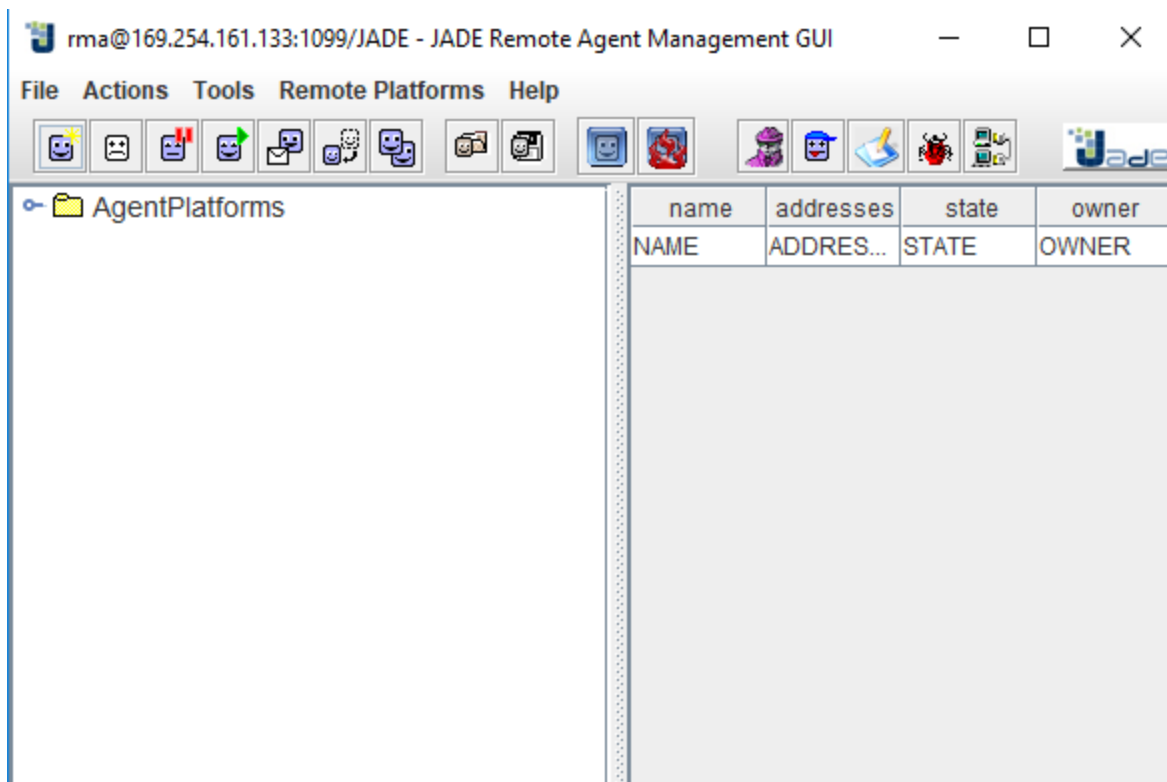 rma@169.254.161.133:1099/JADE - JADE Remote Agent Management GUI
File Actions Tools Remote Platforms Help
Jade
AgentPlatforms
name addresses state owner
NAME ADDRES... STATE OWNER